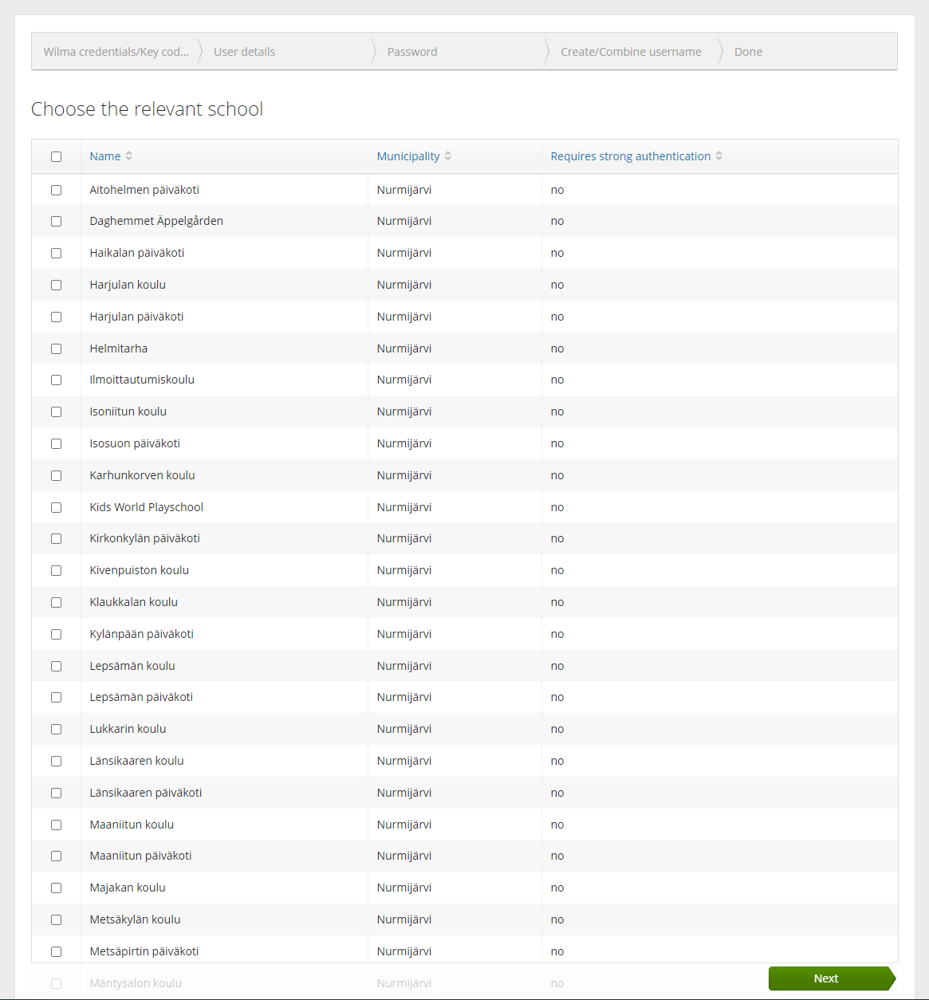 Wilma credentials/Key cod... User details Password Create/Combine username Done
Choose the relevant school
Name Municipality Requires strong authentication
Aitohelmen päiväkoti Nurmijärvi no
Daghemmet Äppelgården Nurmijärvi no
Haikalan päiväkoti Nurmijärvi no
Harjulan koulu Nurmijärvi no
Harjulan päiväkoti Nurmijärvi no
Helmitarha Nurmijärvi no
Ilmoittautumiskoulu Nurmijärvi no
Isoniitun koulu Nurmijärvi no
Isosuon päiväkoti Nurmijärvi no
Karhunkorven koulu Nurmijärvi no
Kids World Playschool Nurmijärvi no
Kirkonkylän päiväkoti Nurmijärvi no
Kivenpuiston koulu Nurmijärvi no
Klaukkalan koulu Nurmijärvi no
Kylänpään päiväkoti Nurmijärvi no
Lepsämän koulu Nurmijärvi no
Lepsämän päiväkoti Nurmijärvi no
Lukkarin koulu Nurmijärvi no
Länsikaaren koulu Nurmijärvi no
Länsikaaren päiväkoti Nurmijärvi no
Maaniitun koulu Nurmijärvi no
Maaniitun päiväkoti Nurmijärvi no
Majakan koulu Nurmijärvi no
Metsäkylän koulu Nurmijärvi no
Metsäpirtin päiväkoti Nurmijärvi no
Mäntysalon koulu Nurmijärvi no
Next